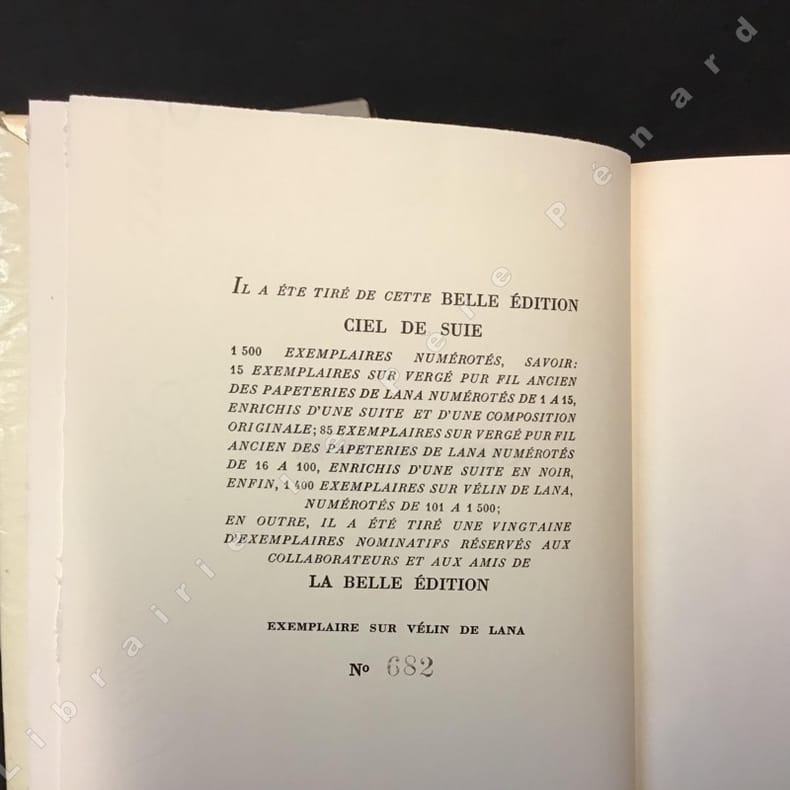 IL A ÉTE TIRÉ DE CETTE BELLE ÉDITION
CIEL DE SUIE
1 500 EXEMPLAIRES NUMÉROTÉS, SAVOIR:
15 EXEMPLAIRES SUR VERGÉ PUR FIL ANCIEN
DES PAPETERIES DE LANA NUMÉROTÉS DE 1 A 15,
ENRICHIS D'UNE SUITE ET D'UNE COMPOSITION
ORIGINALE; 85 EXEMPLAIRES SUR VERGÉ PUR FIL
ANCIEN DES PAPETERIES DE LANA NUMÉROTÉS
DE 16 A 100, ENRICHIS D'UNE SUITE EN NOIR,
ENFIN, 1 400 EXEMPLAIRES SUR VÉLIN DE LANA,
NUMÉROTÉS DE 101 A 1 500;
EN OUTRE, IL A ÉTÉ TIRÉ UNE VINGTAINE
D'EXEMPLAIRES NOMINATIFS RÉSERVÉS AUX
COLLABORATEURS ET AUX AMIS DE
LA BELLE ÉDITION
EXEMPLAIRE SUR VÉLIN DE LANA
No 682
Librairie le Père Pénard